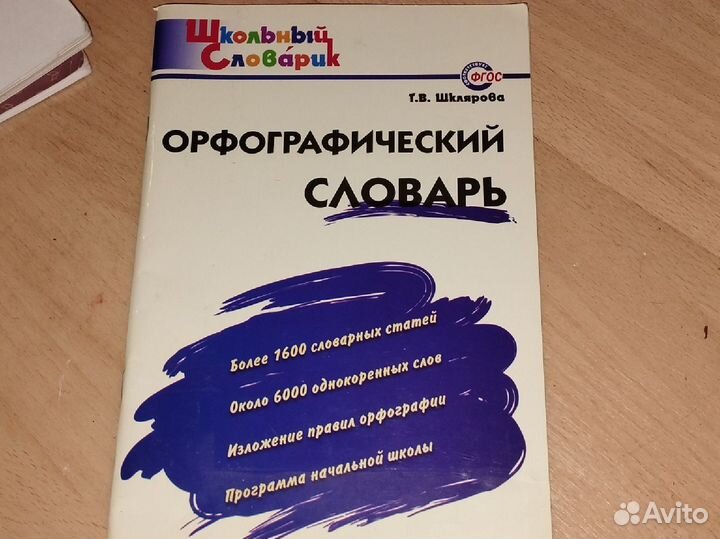 Школьный
Словáрик
ФГОС
Т.В. Шклярова
ОРФОГРАФИЧЕСКИЙ
СЛОВАРЬ
Более 1600 словарных статей
Около 6000 однокоренных слов
Изложение правил орфографии
Программа начальной школы
Avito